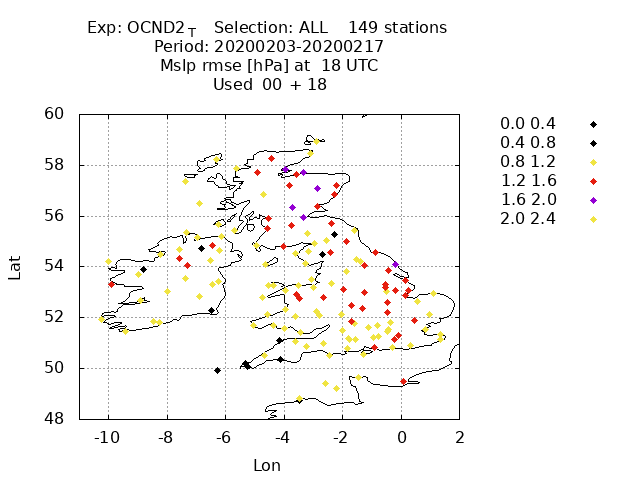 Exp: OCND2_T Selection: ALL 149 stations
Period: 20200203-20200217
Mslp rmse [hPa] at 18 UTC
Used 00 + 18
60
58
56
54
52
50
48
Lat
-10 -8 -6 -4 -2 0 2
Lon
0.0 0.4
0.4 0.8
0.8 1.2
1.2 1.6
1.6 2.0
2.0 2.4